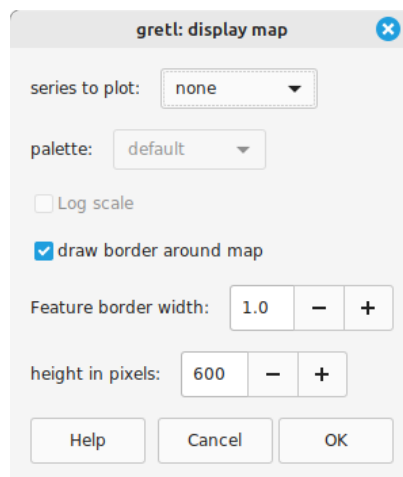 gretl: display map
series to plot: none
palette: default
Log scale
draw border around map
Feature border width: 1.0 − +
height in pixels: 600 − +
Help Cancel OK